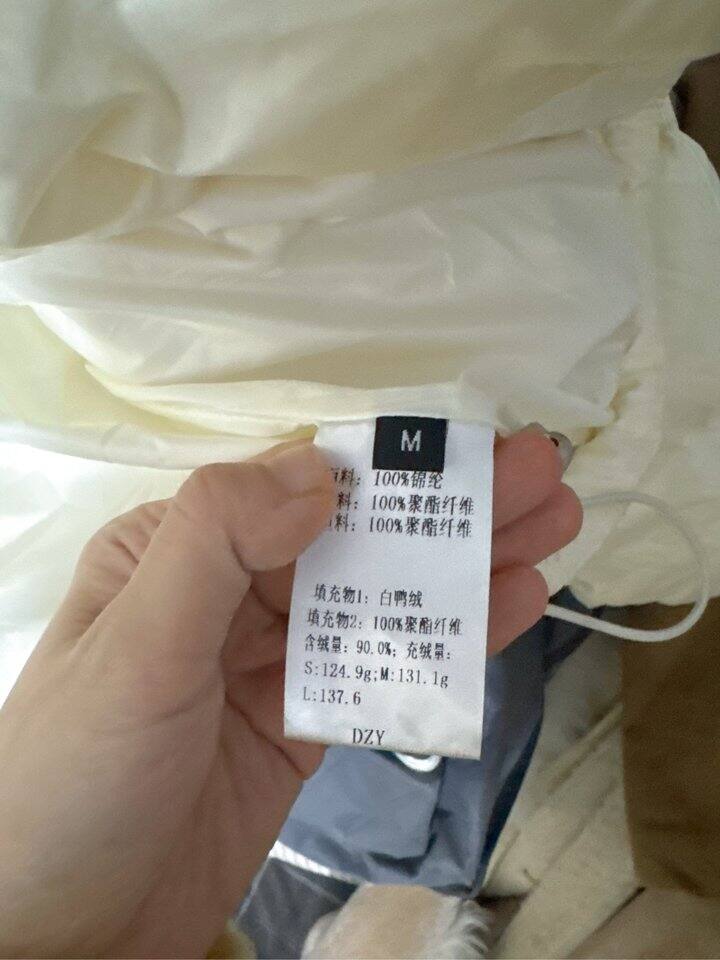 M
料：100%锦纶
料：100%聚酯纤维
料：100%聚酯纤维
填充物1：白鸭绒
填充物2：100%聚酯纤维
含绒量：90.0%；充绒量：
S:124.9g;M:131.1g
L:137.6
DZY